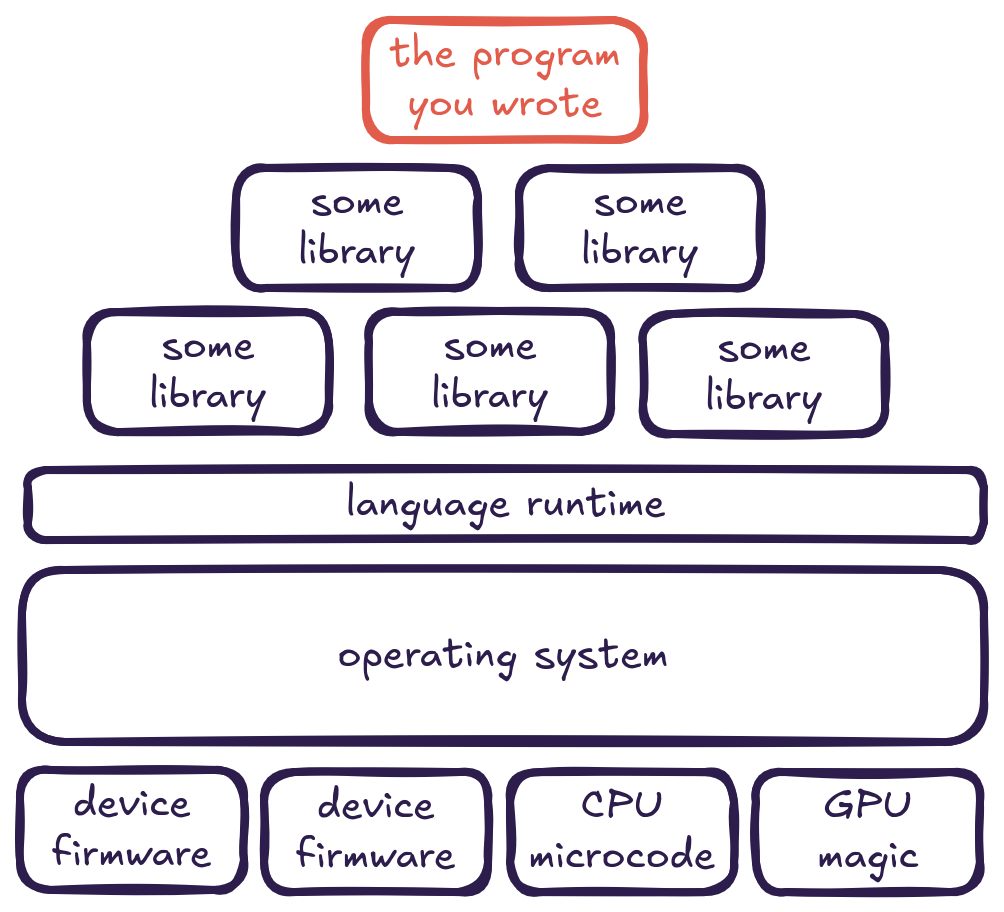 the program
you wrote
some
library
some
library
some
library
some
library
some
library
language runtime
operating system
device
firmware
device
firmware
CPU
microcode
GPU
magic